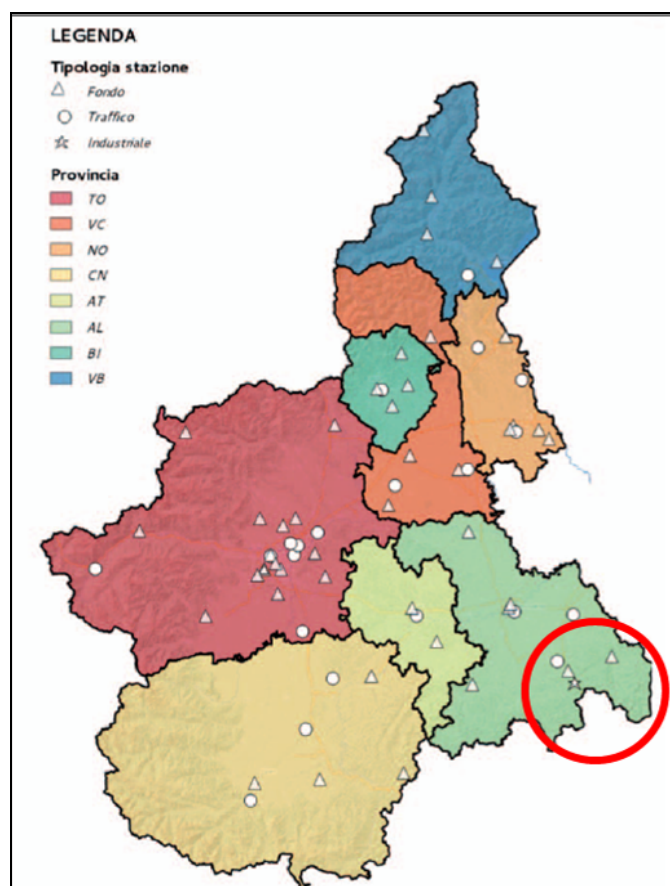 LEGENDA
Tipologia stazione
Fondo
Traffico
Industriale
Provincia
TO
VC
NO
CN
AT
AL
BI
VB